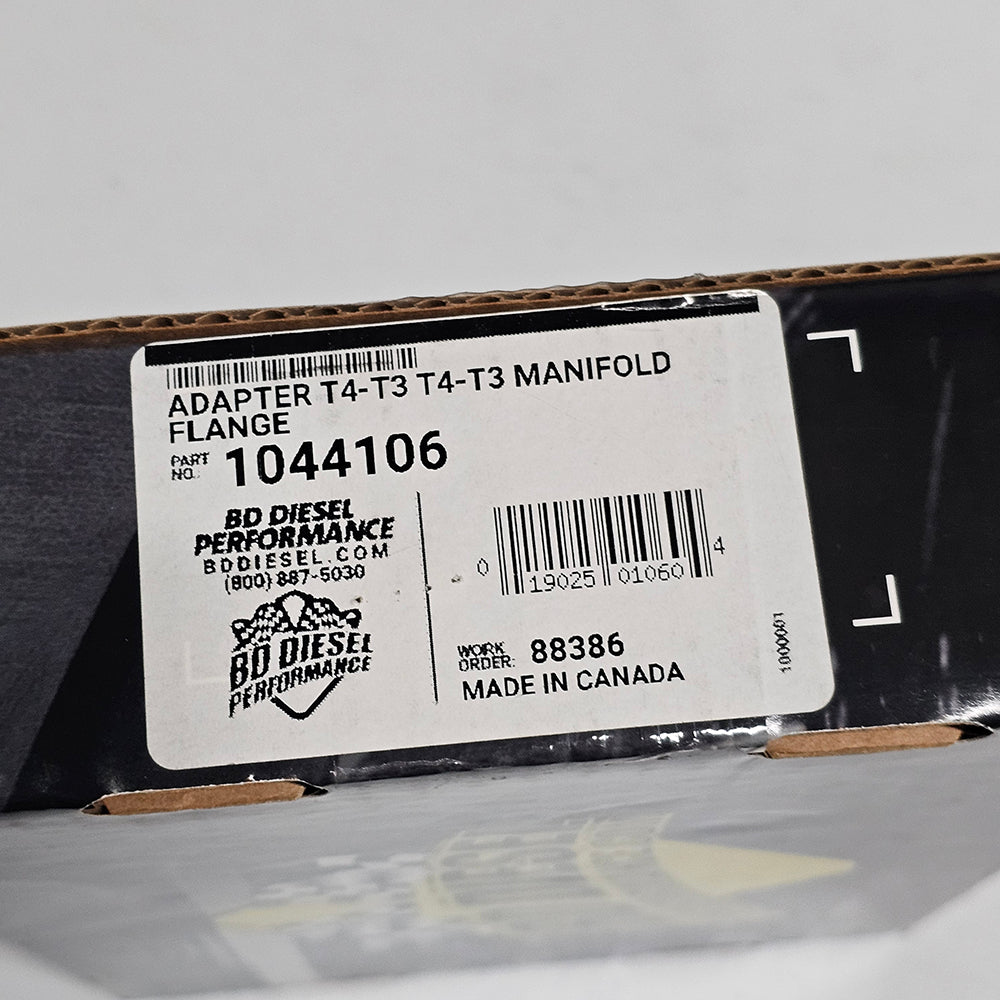 ADAPTER T4-T3 T4-T3 MANIFOLD
FLANGE
PART
NO.: 1044106
BD DIESEL
PERFORMANCE
BDDIESEL.COM
(800) 887-5030
BD DIESEL
PERFORMANCE
0 19025 01060 4
WORK
ORDER: 88386
MADE IN CANADA
1000001